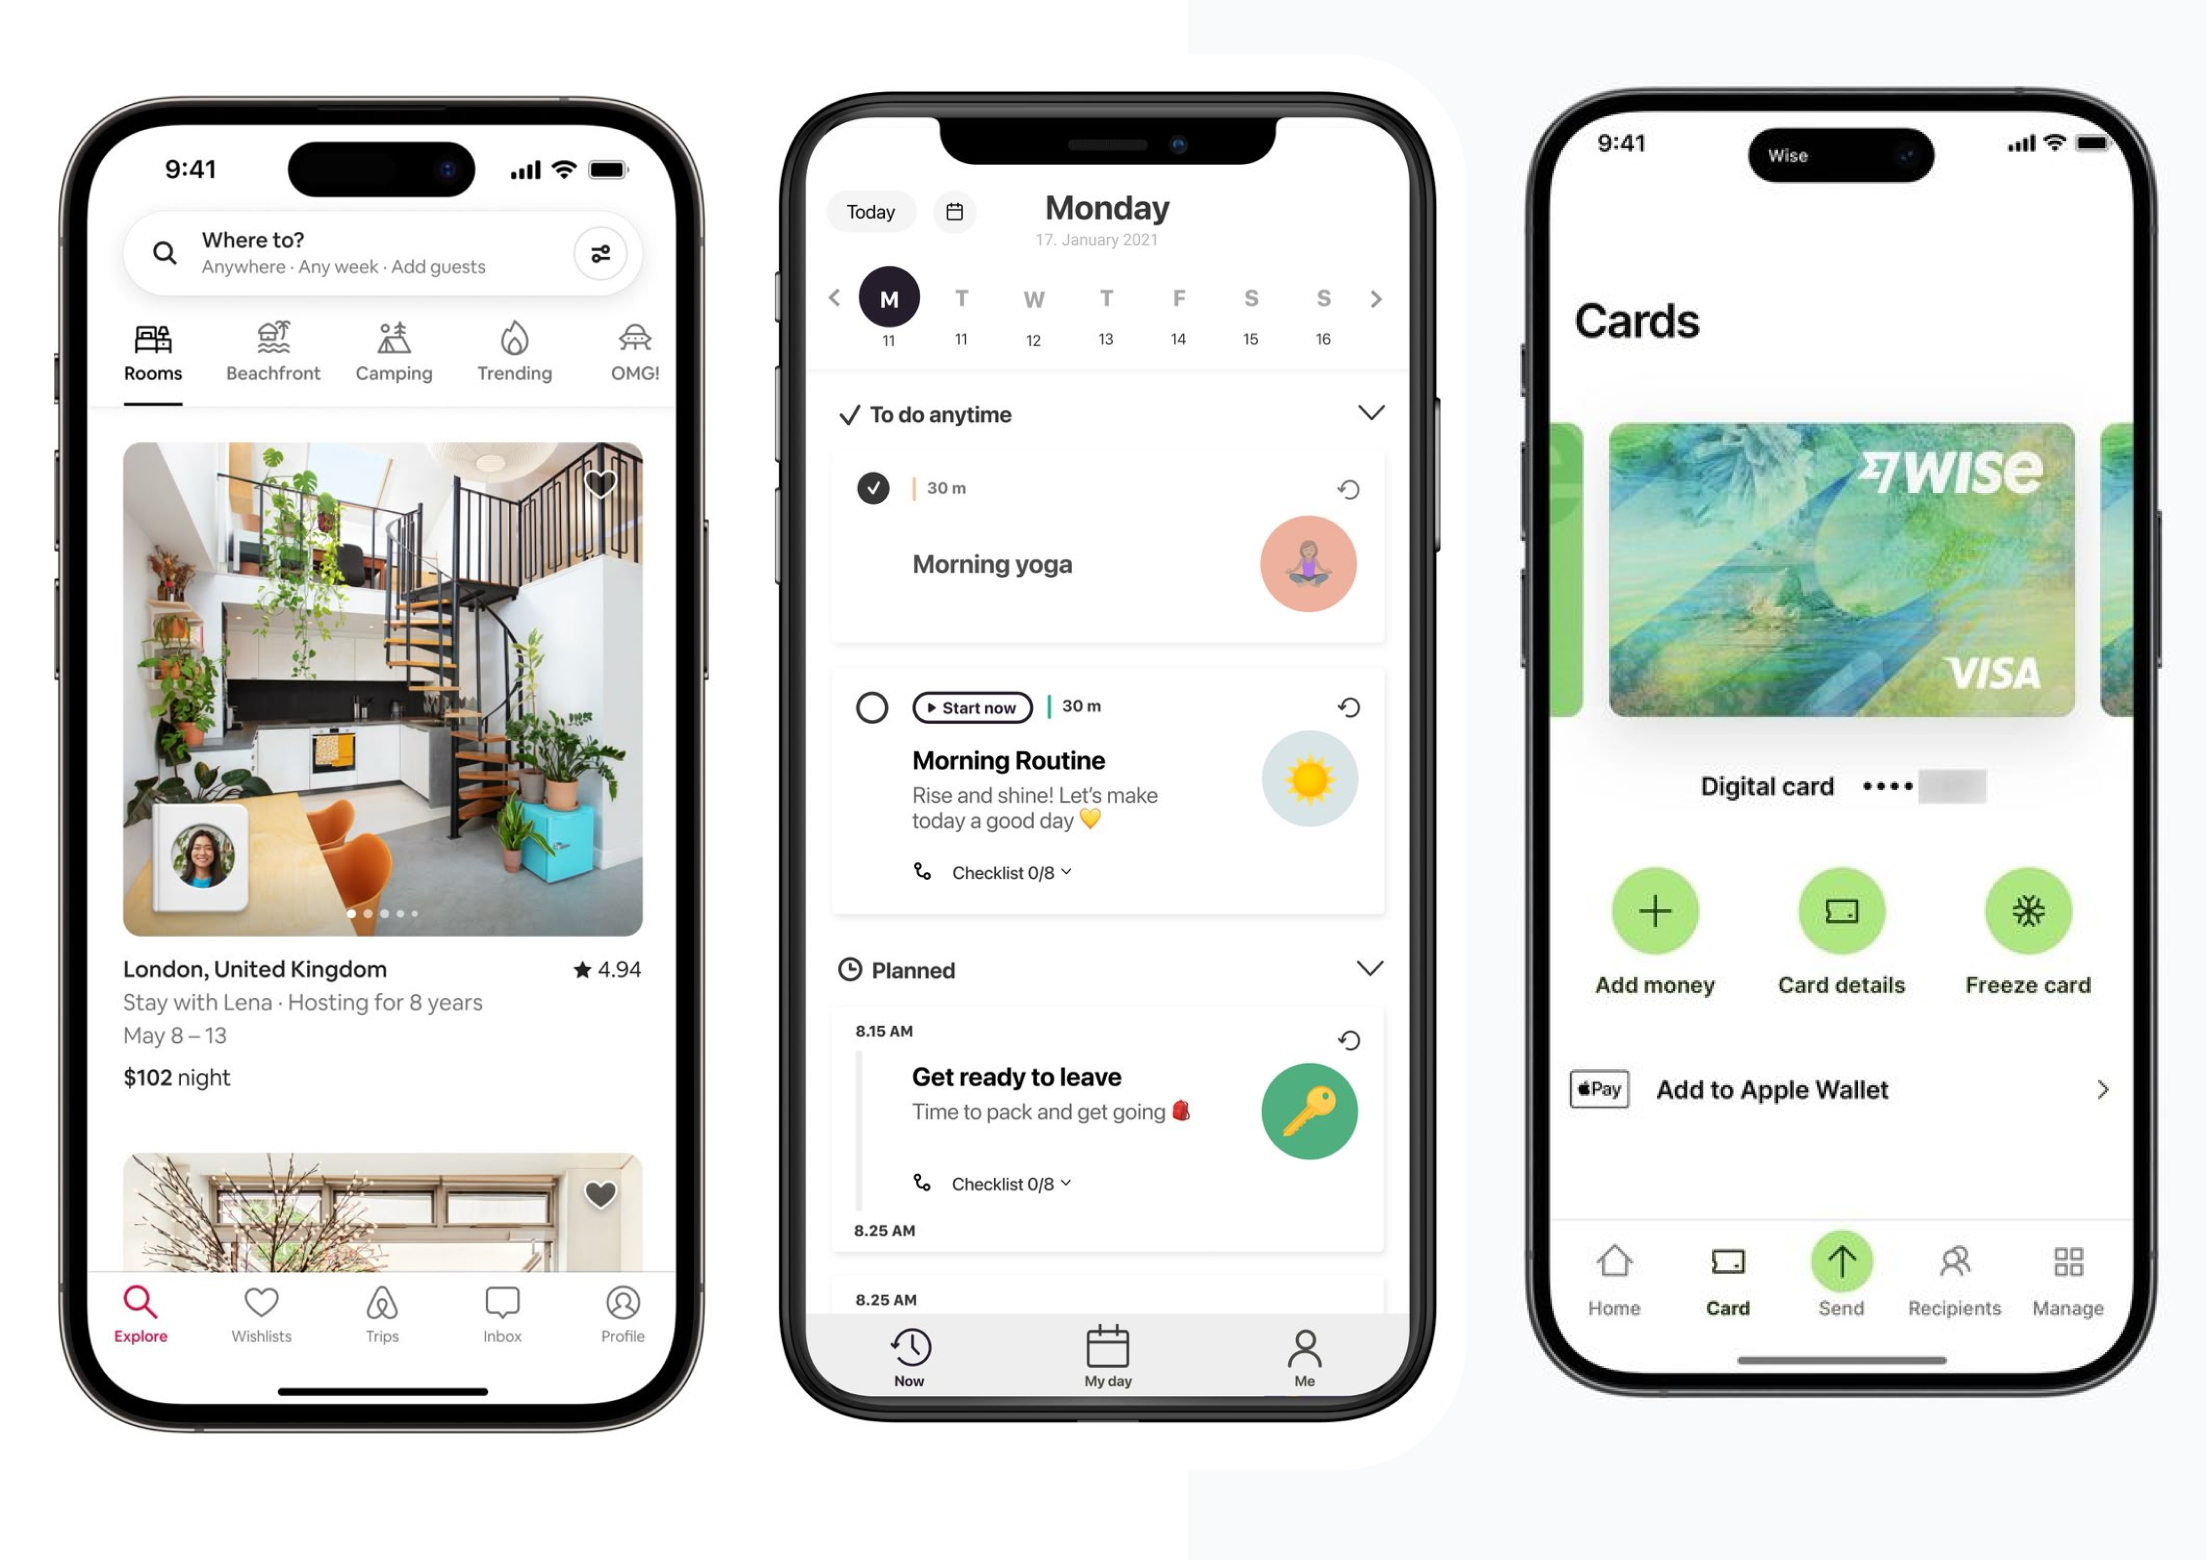 9:41
Where to?
Anywhere · Any week · Add guests
Rooms
Beachfront
Camping
Trending
OMG!
London, United Kingdom
★ 4.94
Stay with Lena · Hosting for 8 years
May 8 – 13
$102 night
Explore
Wishlists
Trips
Inbox
Profile
Today
Monday
17. January 2021
M T W T F S S
11 11 12 13 14 15 16
To do anytime
30 m
Morning yoga
Start now
30 m
Morning Routine
Rise and shine! Let's make
today a good day 💛
Checklist 0/8
Planned
8.15 AM
Get ready to leave
Time to pack and get going 🎒
Checklist 0/8
8.25 AM
8.25 AM
Now
My day
Me
9:41
Wise
Cards
WISE
VISA
Digital card ••••
Add money
Card details
Freeze card
Pay
Add to Apple Wallet
Home
Card
Send
Recipients
Manage